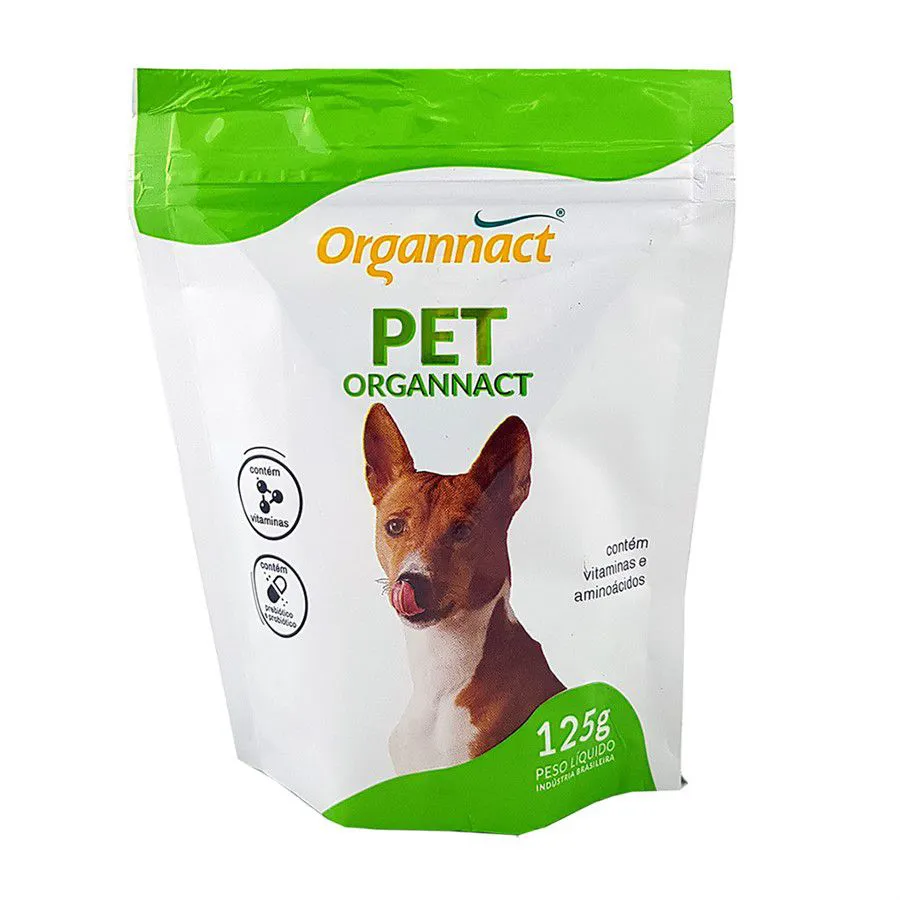 Organnact®
PET
ORGANNACT
contém
vitaminas
contém
prebiótico
e probiótico
contém
vitaminas e
aminoácidos
125g
PESO LÍQUIDO
INDÚSTRIA BRASILEIRA